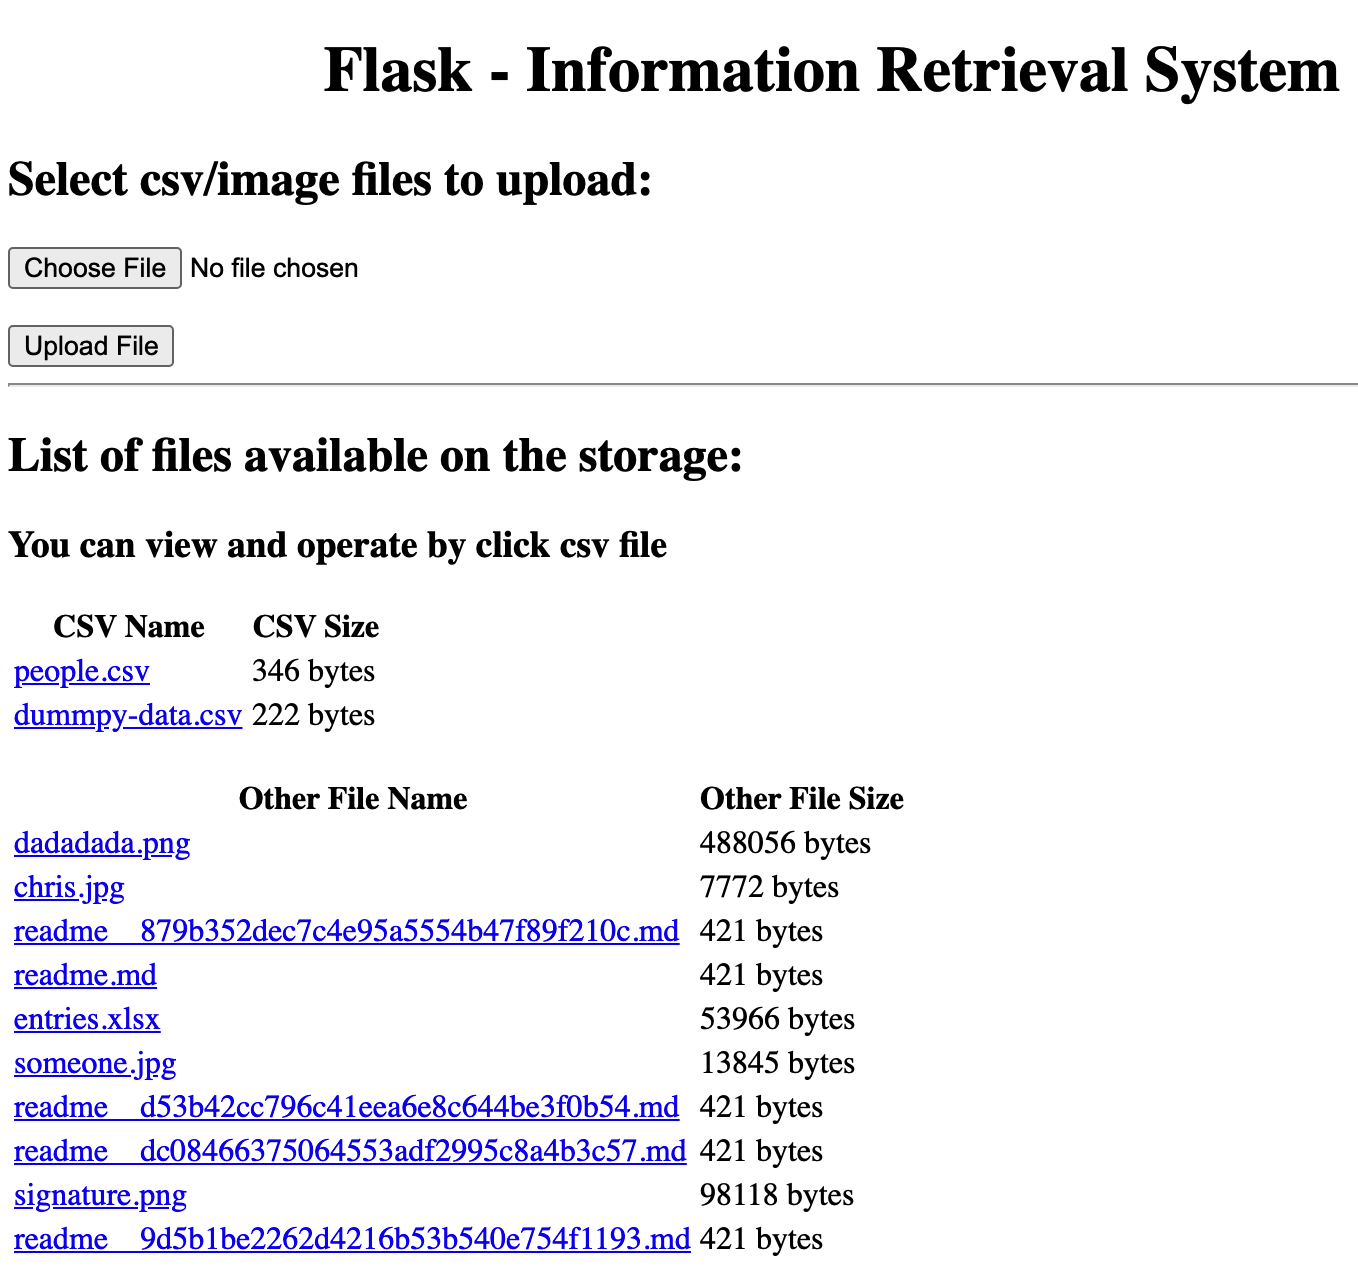 Flask - Information Retrieval System
Select csv/image files to upload:
Choose File No file chosen
Upload File
List of files available on the storage:
You can view and operate by click csv file
CSV Name CSV Size
people.csv 346 bytes
dummpy-data.csv 222 bytes
Other File Name Other File Size
dadadada.png 488056 bytes
chris.jpg 7772 bytes
readme__879b352dec7c4e95a5554b47f89f210c.md 421 bytes
readme.md 421 bytes
entries.xlsx 53966 bytes
someone.jpg 13845 bytes
readme__d53b42cc796c41eea6e8c644be3f0b54.md 421 bytes
readme__dc08466375064553adf2995c8a4b3c57.md 421 bytes
signature.png 98118 bytes
readme__9d5b1be2262d4216b53b540e754f1193.md 421 bytes